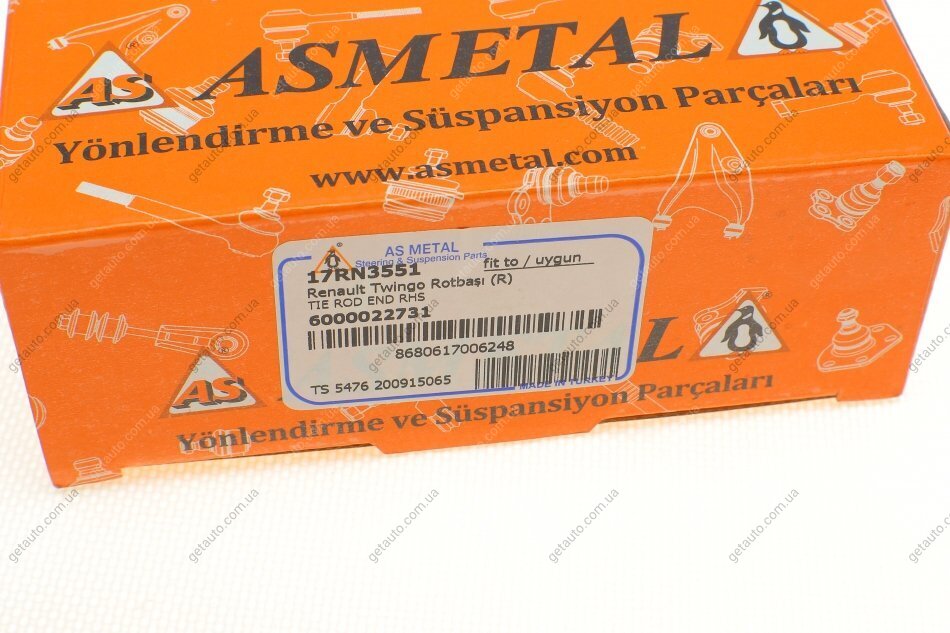 AS
ASMETAL
Yönlendirme ve Süspansiyon Parçaları
www.asmetal.com
AS METAL
Steering & Suspension Parts
17RN3551
fit to / uygun
Renault Twingo Rotbaşı (R)
TIE ROD END RHS
6000022731
8680617006248
TS 5476 200915065
MADE IN TURKEY
AS
Yönlendirme ve Süspansiyon Parçaları
getauto.com.ua